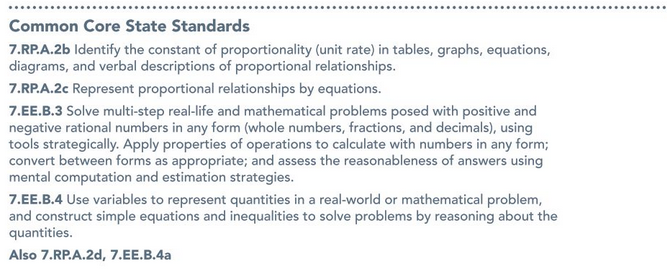 Common Core State Standards
7.RP.A.2b Identify the constant of proportionality (unit rate) in tables, graphs, equations,
diagrams, and verbal descriptions of proportional relationships.
7.RP.A.2c Represent proportional relationships by equations.
7.EE.B.3 Solve multi-step real-life and mathematical problems posed with positive and
negative rational numbers in any form (whole numbers, fractions, and decimals), using
tools strategically. Apply properties of operations to calculate with numbers in any form;
convert between forms as appropriate; and assess the reasonableness of answers using
mental computation and estimation strategies.
7.EE.B.4 Use variables to represent quantities in a real-world or mathematical problem,
and construct simple equations and inequalities to solve problems by reasoning about the
quantities.
Also 7.RP.A.2d, 7.EE.B.4a